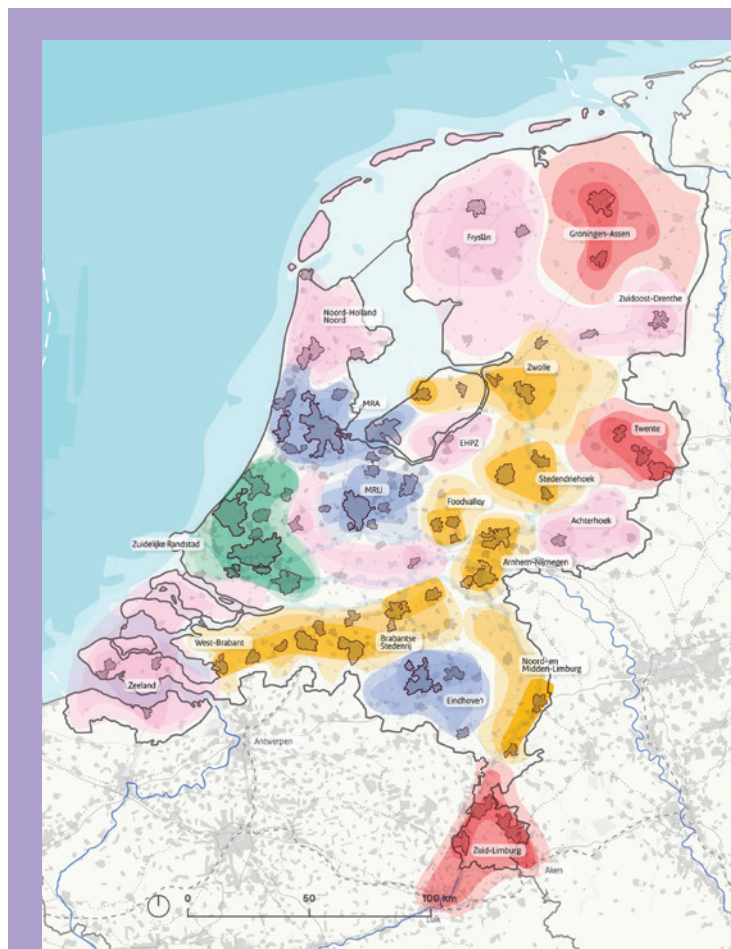 Fryslân
Groningen-Assen
Zuidoost-Drenthe
Noord-Holland
Noord
Zwolle
MRA
Twente
EHPZ
Stedendriehoek
MRU
Foodvalley
Achterhoek
Zuidelijke Randstad
Arnhem-Nijmegen
West-Brabant
Brabantse
Stedenrij
Noord- en
Midden-Limburg
Zeeland
Eindhoven
Antwerpen
Zuid-Limburg
Aken
0
50
100 km